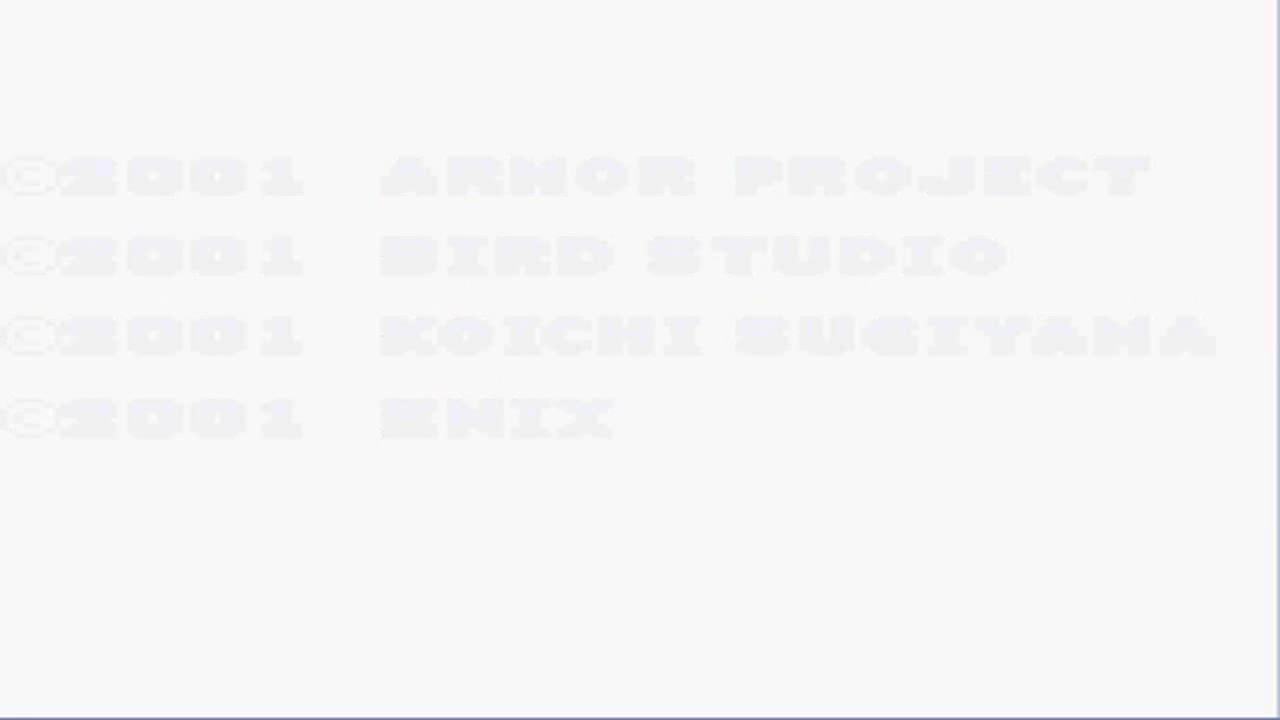 ©2001 ARMOR PROJECT
©2001 BIRD STUDIO
©2001 KOICHI SUGIYAMA
©2001 ENIX